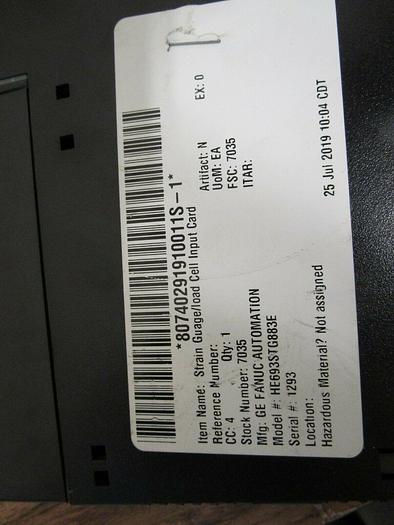 *80740291910011S-1*
Item Name: Strain Guage/load Cell Input Card
Reference Number: Artifact: N EX: 0
CC: 4 Qty: 1 UoM: EA
Stock Number: 7035 FSC: 7035
Mfg: GE FANUC AUTOMATION ITAR:
Model #: HE693STG883E
Serial #: 1293
Location:
Hazardous Material? Not assigned 25 Jul 2019 10:04 CDT